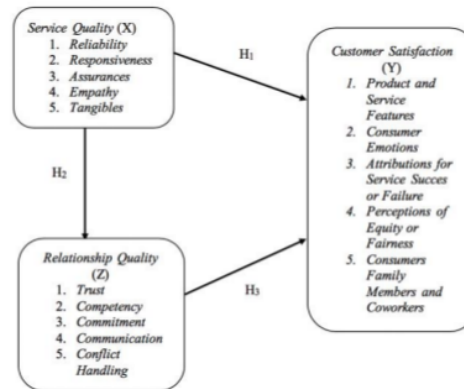 Service Quality (X)
1. Reliability
2. Responsiveness
3. Assurances
4. Empathy
5. Tangibles
H1
Customer Satisfaction
(Y)
1. Product and
Service
Features
2. Consumer
Emotions
3. Attributions for
Service Succes
or Failure
4. Perceptions of
Equity or
Fairness
5. Consumers
Family
Members and
Coworkers
H2
Relationship Quality
(Z)
1. Trust
2. Competency
3. Commitment
4. Communication
5. Conflict
Handling
H3